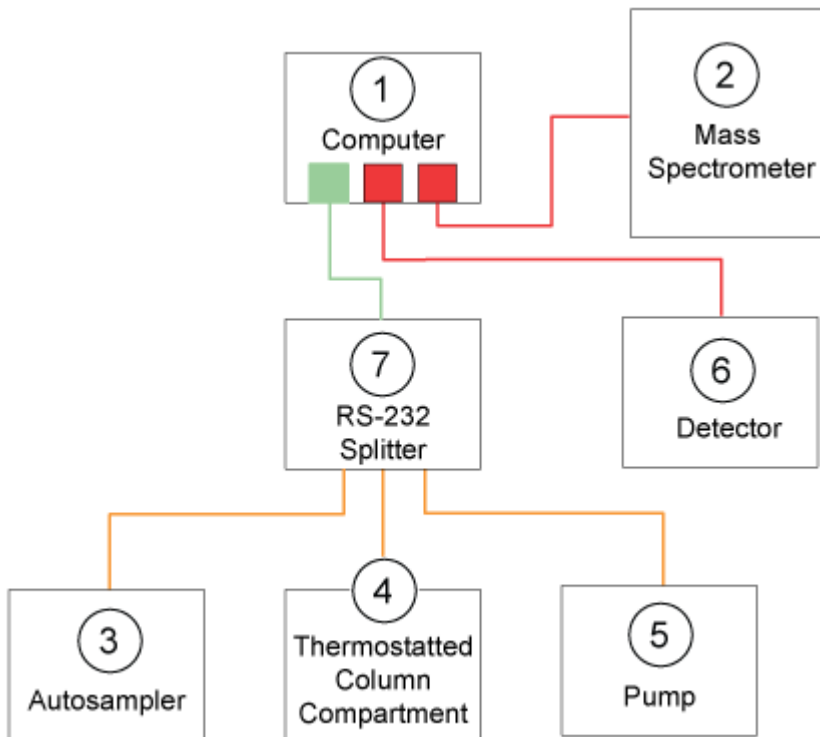 1
Computer
2
Mass
Spectrometer
7
RS-232
Splitter
6
Detector
3
Autosampler
4
Thermostatted
Column
Compartment
5
Pump